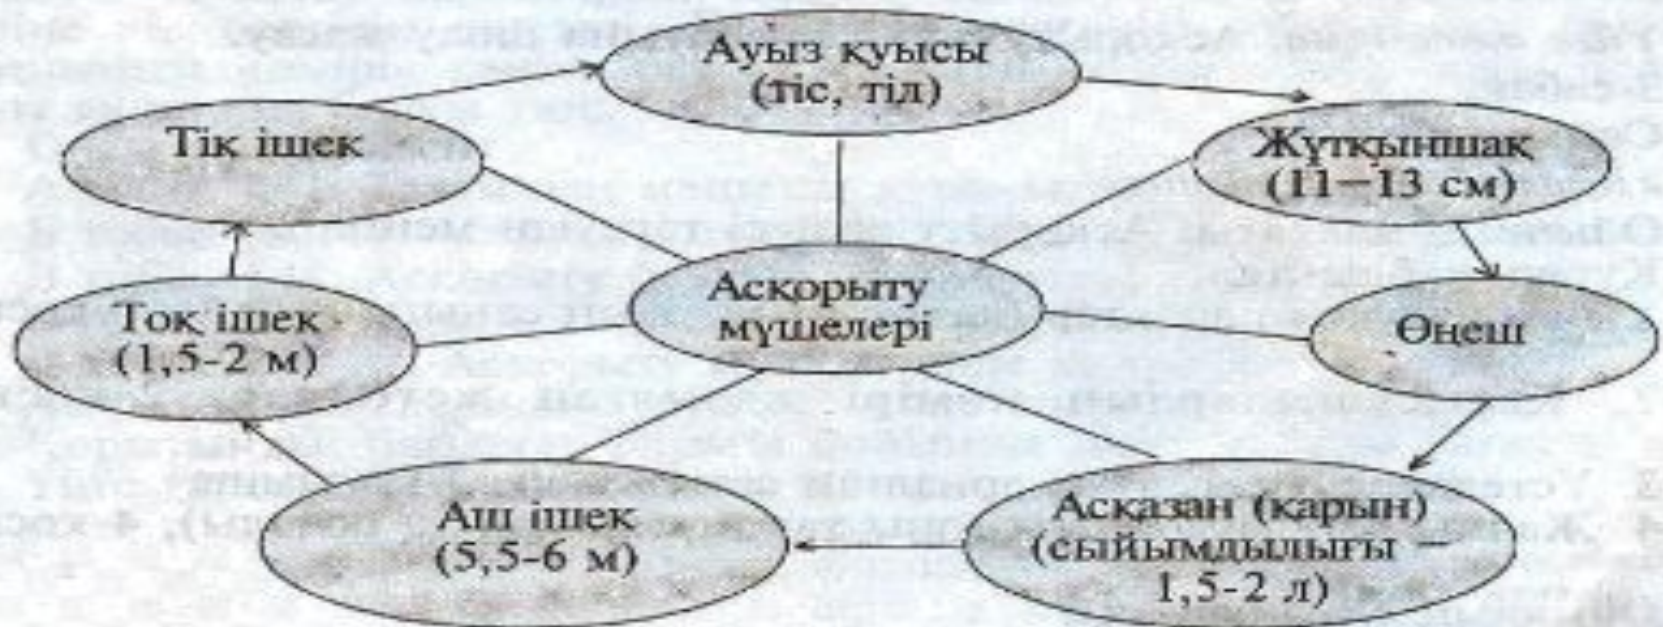 Ауыз қуысы
(тіс, тіл)
Жұтқыншақ
(11−13 см)
Өңеш
Асқазан (қарын)
(сыйымдылығы −
1,5-2 л)
Аш ішек
(5,5-6 м)
Тоқ ішек
(1,5-2 м)
Тік ішек
Асқорыту
мүшелері